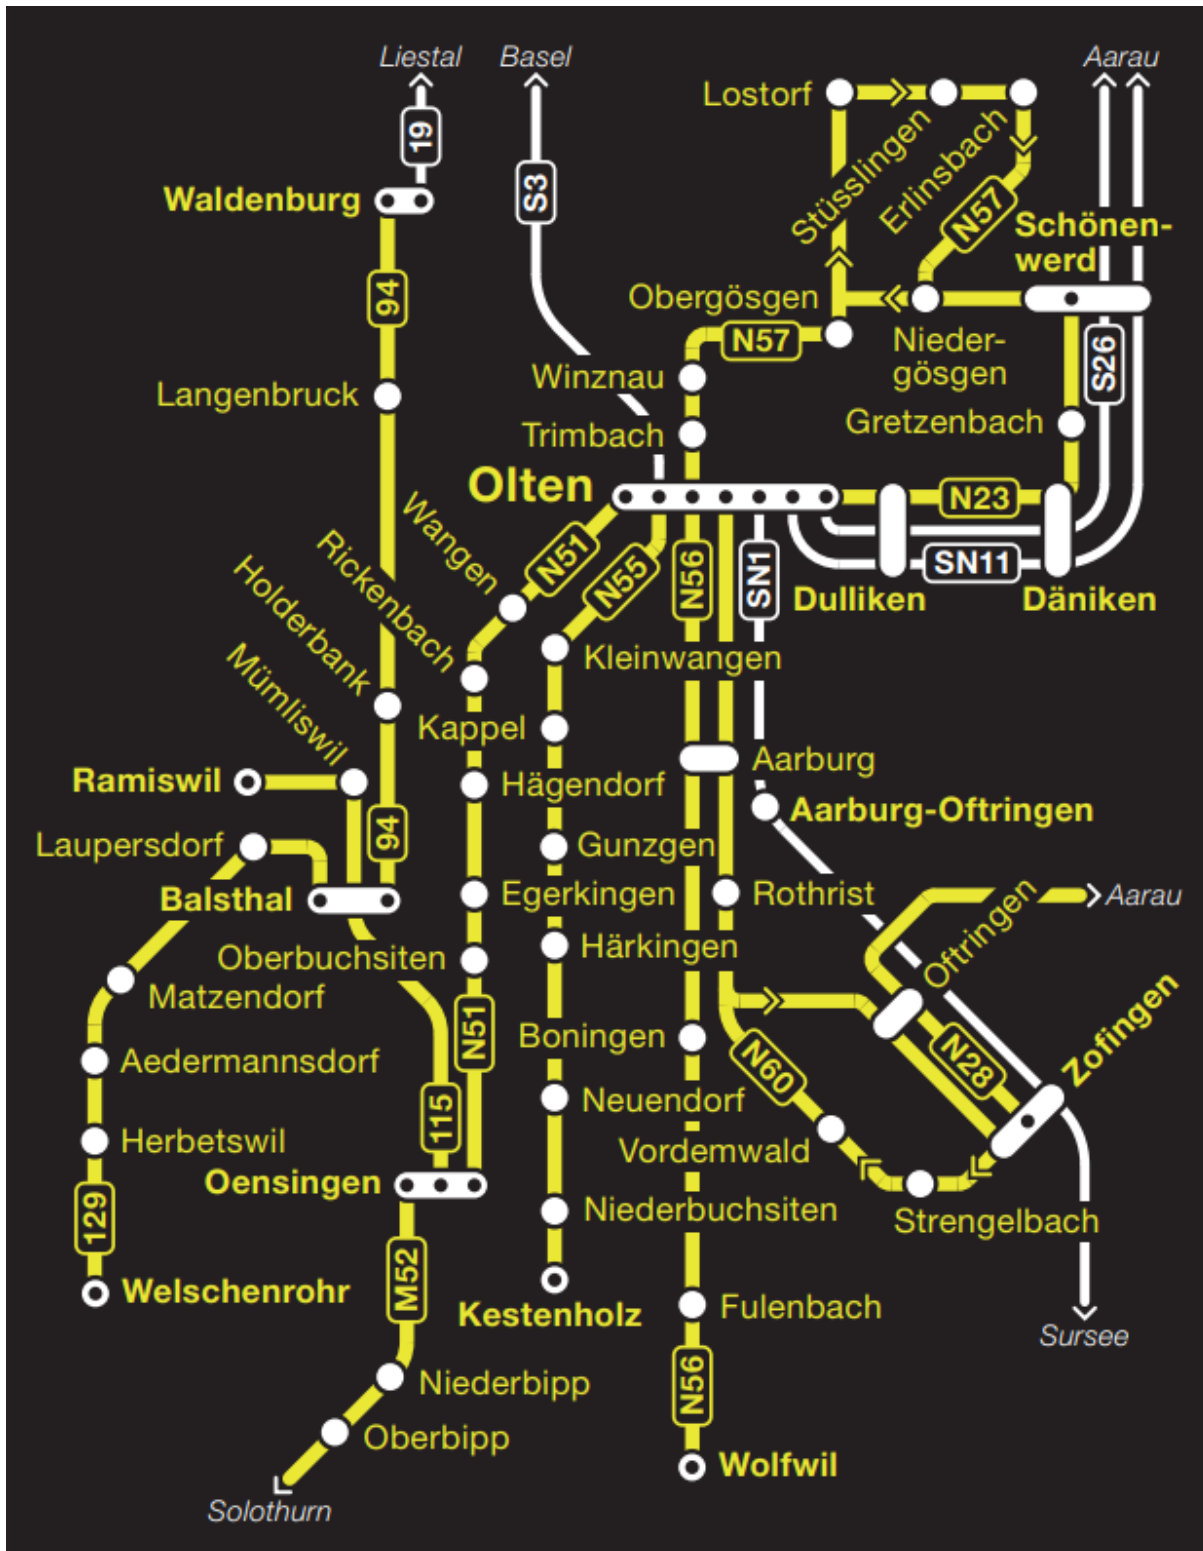 Liestal
Basel
Aarau
Lostorf
19
Stüsslingen
Erlinsbach
S3
Waldenburg
N57
Schönen-
werd
94
Obergösgen
N57
Nieder-
gösgen
S26
Winznau
Langenbruck
Gretzenbach
Trimbach
Olten
N23
Wangen
N51
N55
N56
SN1
SN11
Rickenbach
Dulliken
Däniken
Holderbank
Kleinwangen
Mümliswil
Kappel
Aarburg
Ramiswil
Hägendorf
Aarburg-Oftringen
94
Laupersdorf
Gunzgen
Balsthal
Egerkingen
Rothrist
Aarau
Oftringen
Oberbuchsiten
Härkingen
Matzendorf
N51
Boningen
Zofingen
Aedermannsdorf
N60
N28
115
Neuendorf
Herbetswil
Vordemwald
Oensingen
129
Niederbuchsiten
Strengelbach
M52
Welschenrohr
Kestenholz
Fulenbach
Sursee
Niederbipp
N56
Oberbipp
Wolfwil
Solothurn